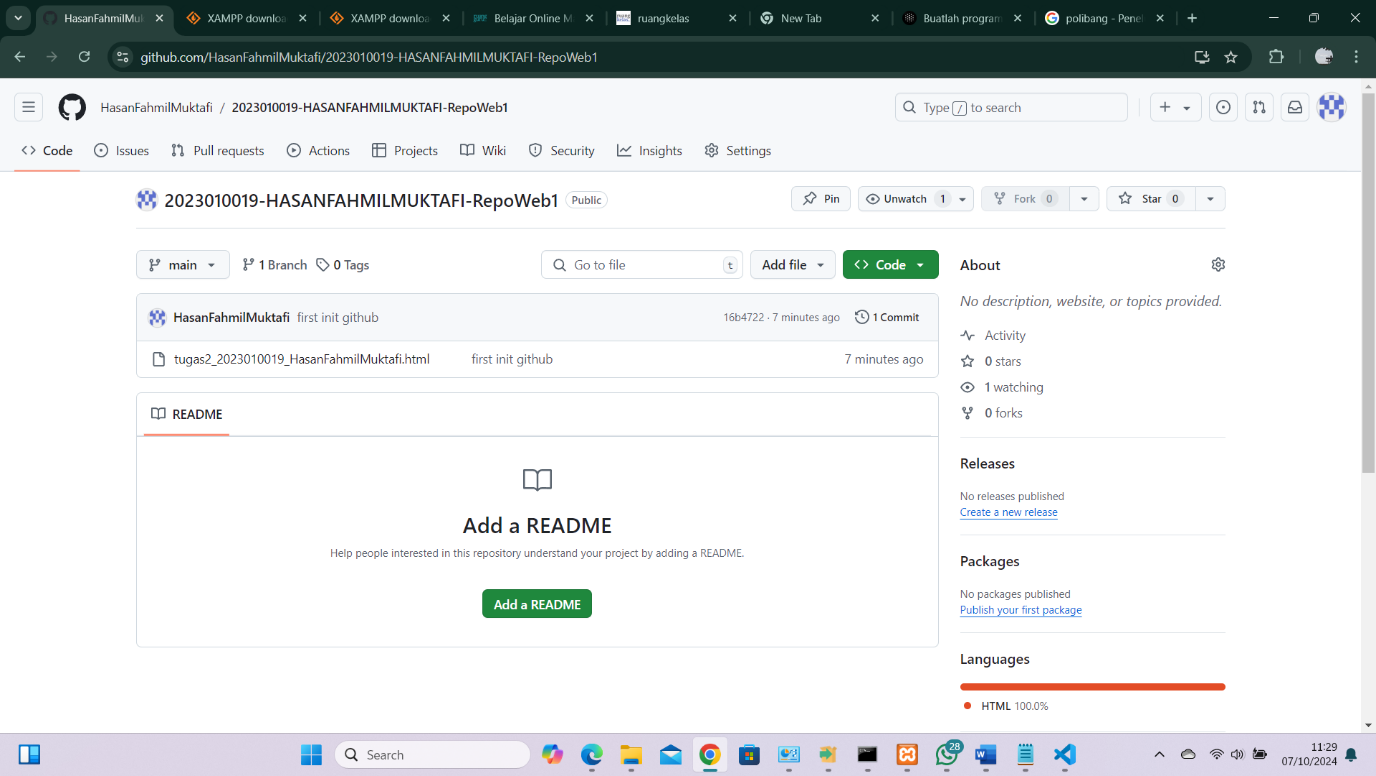 HasanFahmilMuk
XAMPP downloa
XAMPP downloa
Belajar Online M
ruangkelas
New Tab
Buatlah program
polibang - Pene
github.com/HasanFahmilMuktafi/2023010019-HASANFAHMILMUKTAFI-RepoWeb1
HasanFahmilMuktafi / 2023010019-HASANFAHMILMUKTAFI-RepoWeb1
Type / to search
Code Issues Pull requests Actions Projects Wiki Security Insights Settings
2023010019-HASANFAHMILMUKTAFI-RepoWeb1 Public
Pin Unwatch 1 Fork 0 Star 0
main 1 Branch 0 Tags
Go to file t Add file Code
HasanFahmilMuktafi first init github 16b4722 · 7 minutes ago 1 Commit
tugas2_2023010019_HasanFahmilMuktafi.html first init github 7 minutes ago
README
Add a README
Help people interested in this repository understand your project by adding a README.
Add a README
About
No description, website, or topics provided.
Activity
0 stars
1 watching
0 forks
Releases
No releases published
Create a new release
Packages
No packages published
Publish your first package
Languages
HTML 100.0%
Search
28
11:29
07/10/2024